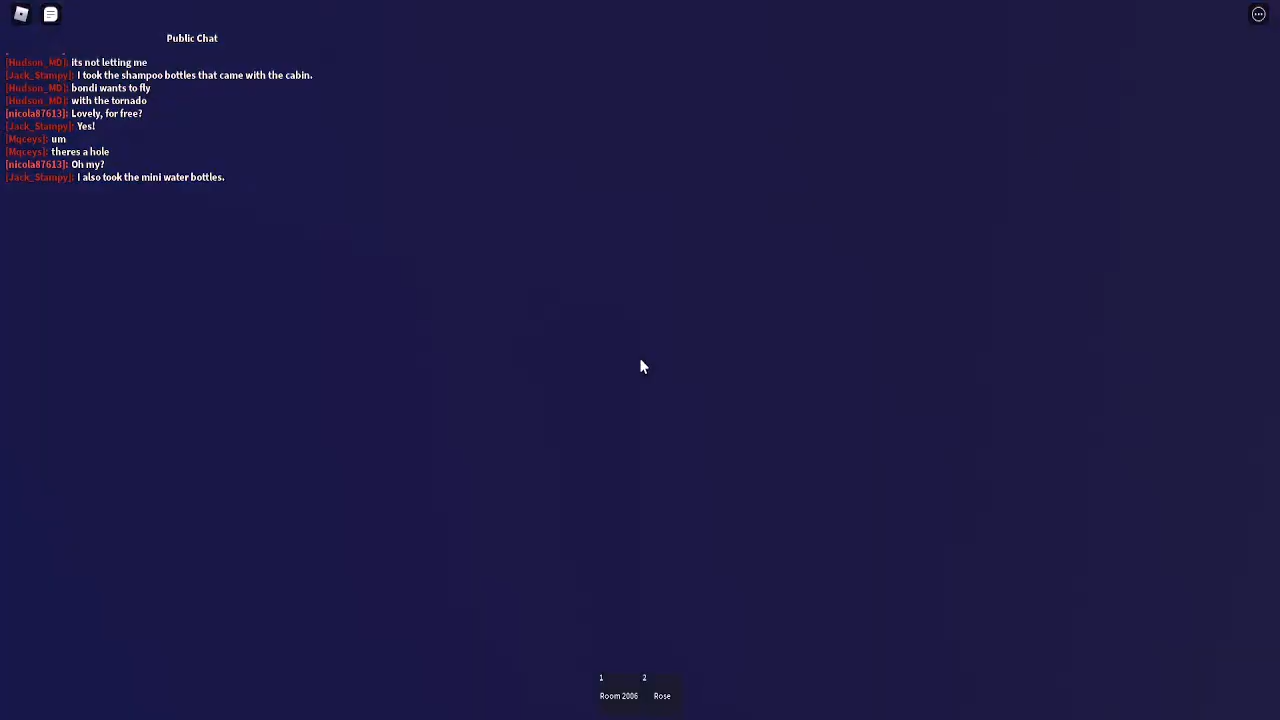 Public Chat
[Hudson_MD]: its not letting me
[Jack_Stampy]: I took the shampoo bottles that came with the cabin.
[Hudson_MD]: bondi wants to fly
[Hudson_MD]: with the tornado
[nicola87613]: Lovely, for free?
[Jack_Stampy]: Yes!
[Mqceys]: um
[Mqceys]: theres a hole
[nicola87613]: Oh my?
[Jack_Stampy]: I also took the mini water bottles.
1 2
Room 2006 Rose